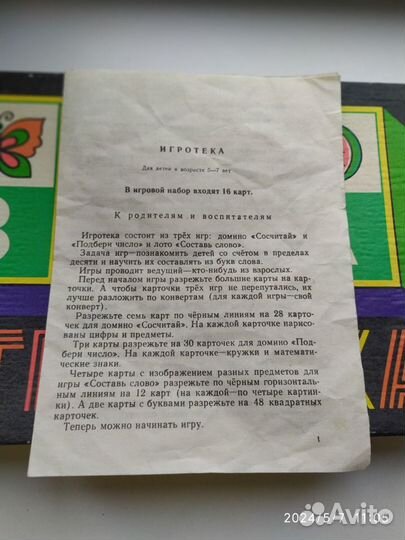 ИГРОТЕКА
Для детей в возрасте 5—7 лет
В игровой набор входят 16 карт.
К родителям и воспитателям
Игротека состоит из трёх игр: домино «Сосчитай» и
«Подбери число» и лото «Составь слово».
Задача игр—познакомить детей со счётом в пределах
десяти и научить их составлять из букв слова.
Игры проводит ведущий—кто-нибудь из взрослых.
Перед началом игры разрежьте большие карты на кар-
точки. А чтобы карточки трёх игр не перепутались, их
лучше разложить по конвертам (для каждой игры—свой
конверт).
Разрежьте семь карт по чёрным линиям на 28 карто-
чек для домино «Сосчитай». На каждой карточке нарисо-
ваны цифры и предметы.
Три карты разрежьте на 30 карточек для домино «Под-
бери число». На каждой карточке—кружки и математи-
ческие знаки.
Четыре карты с изображением разных предметов для
игры «Составь слово» разрежьте по чёрным горизонталь-
ным линиям на 12 карт (на каждой—по четыре картин-
ки). А две карты с буквами разрежьте на 48 квадратных
карточек.
Теперь можно начинать игру.
1
2024/5/7 11:05
Avito